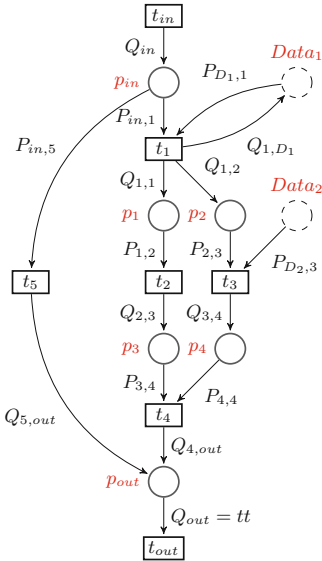 t_in
Q_in
p_in
P_{D_1,1}
Data_1
P_{in,1}
P_{in,5}
t_1
Q_{1,D_1}
Q_{1,1}
Q_{1,2}
Data_2
p_1
p_2
P_{1,2}
P_{2,3}
P_{D_2,3}
t_5
t_2
t_3
Q_{2,3}
Q_{3,4}
p_3
p_4
P_{3,4}
P_{4,4}
Q_{5,out}
t_4
Q_{4,out}
p_out
Q_out = tt
t_out